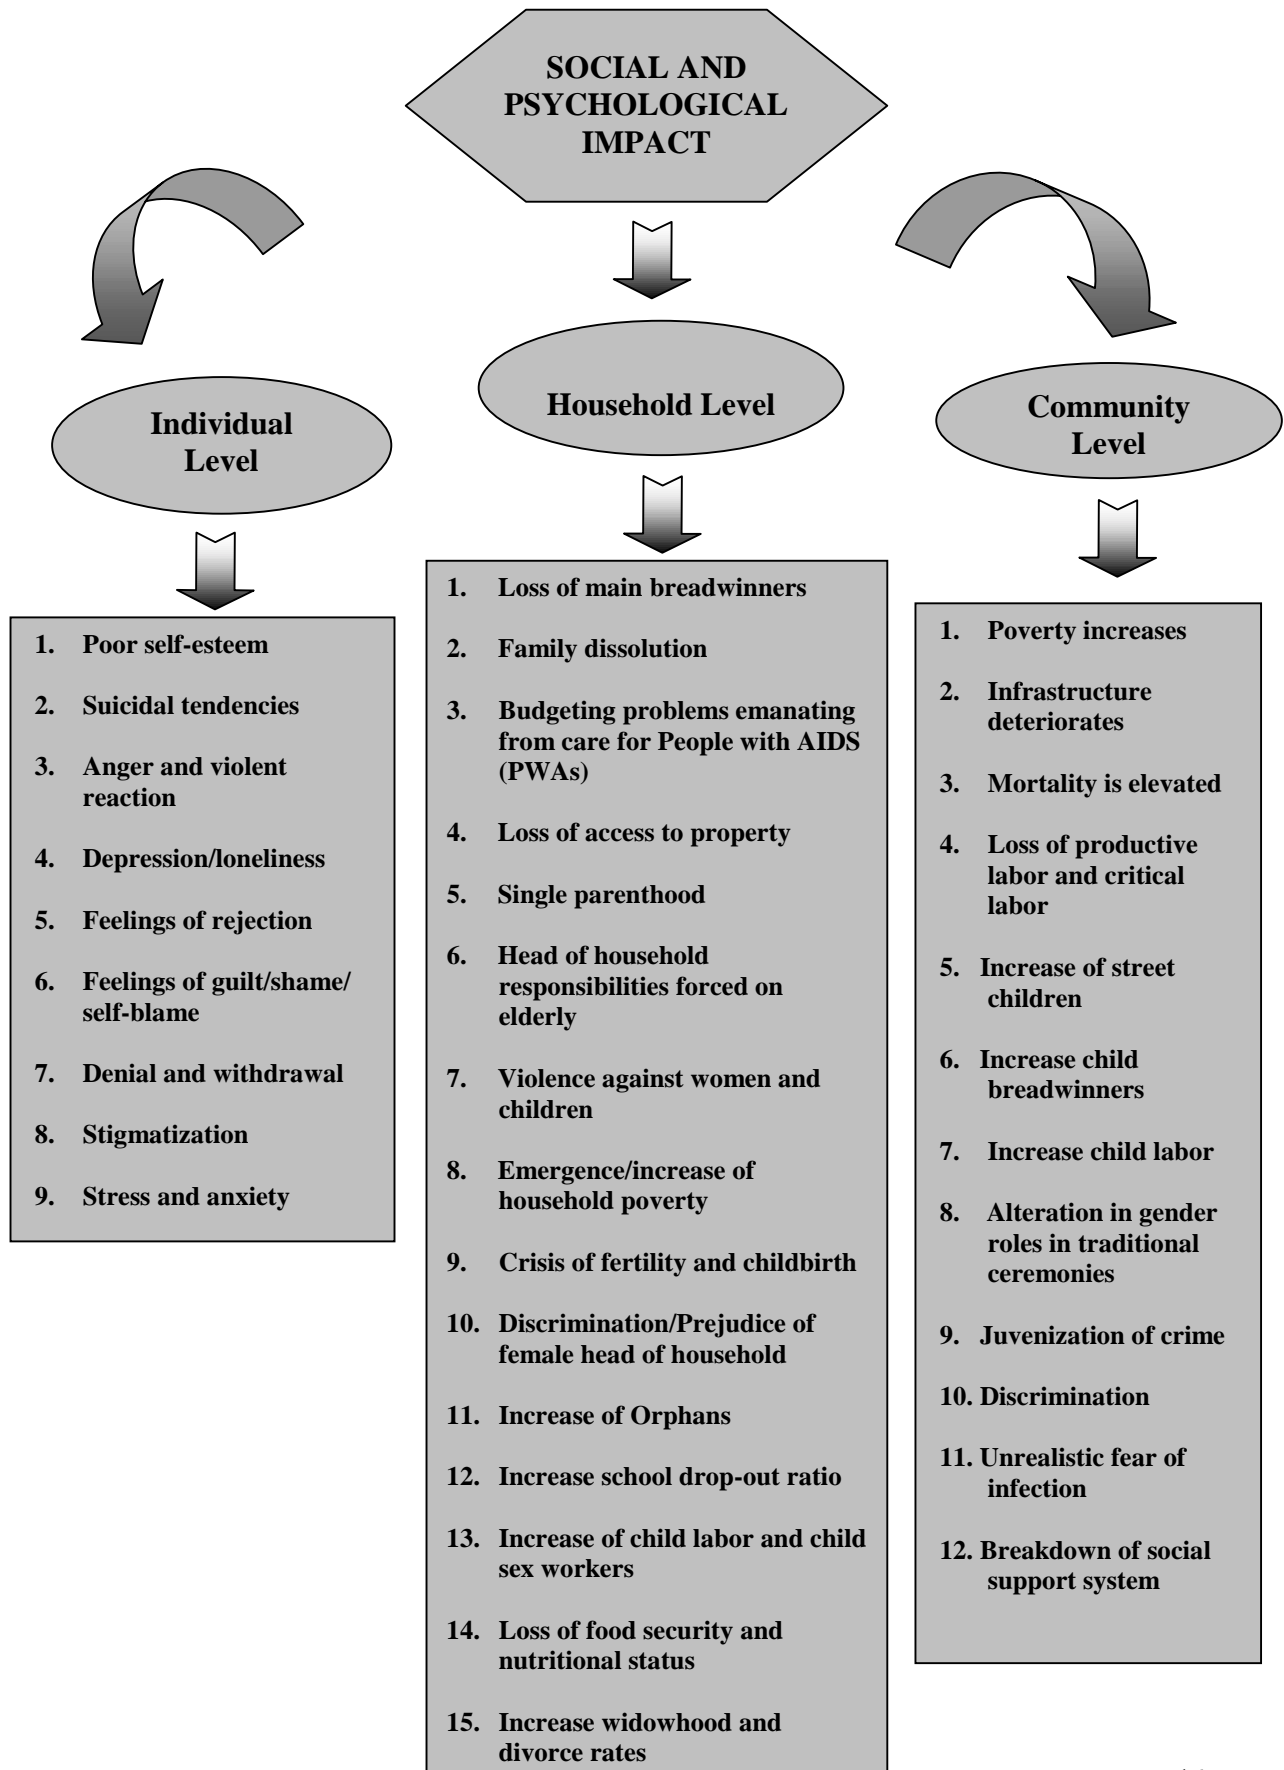 SOCIAL AND
PSYCHOLOGICAL
IMPACT
Individual
Level
Household Level
Community
Level
1. Poor self-esteem
2. Suicidal tendencies
3. Anger and violent
reaction
4. Depression/loneliness
5. Feelings of rejection
6. Feelings of guilt/shame/
self-blame
7. Denial and withdrawal
8. Stigmatization
9. Stress and anxiety
1. Loss of main breadwinners
2. Family dissolution
3. Budgeting problems emanating
from care for People with AIDS
(PWAs)
4. Loss of access to property
5. Single parenthood
6. Head of household
responsibilities forced on
elderly
7. Violence against women and
children
8. Emergence/increase of
household poverty
9. Crisis of fertility and childbirth
10. Discrimination/Prejudice of
female head of household
11. Increase of Orphans
12. Increase school drop-out ratio
13. Increase of child labor and child
sex workers
14. Loss of food security and
nutritional status
15. Increase widowhood and
divorce rates
1. Poverty increases
2. Infrastructure
deteriorates
3. Mortality is elevated
4. Loss of productive
labor and critical
labor
5. Increase of street
children
6. Increase child
breadwinners
7. Increase child labor
8. Alteration in gender
roles in traditional
ceremonies
9. Juvenization of crime
10. Discrimination
11. Unrealistic fear of
infection
12. Breakdown of social
support system